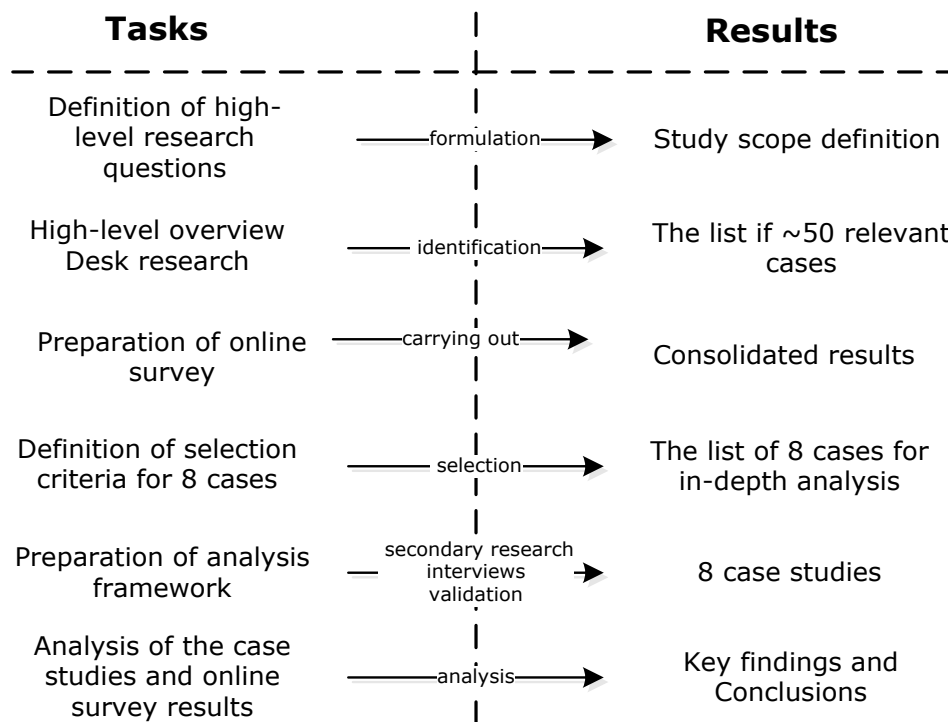 Tasks
Results
Definition of high-
level research
questions
formulation
Study scope definition
High-level overview
Desk research
identification
The list if ~50 relevant
cases
Preparation of online
survey
carrying out
Consolidated results
Definition of selection
criteria for 8 cases
selection
The list of 8 cases for
in-depth analysis
Preparation of analysis
framework
secondary research
interviews
validation
8 case studies
Analysis of the case
studies and online
survey results
analysis
Key findings and
Conclusions